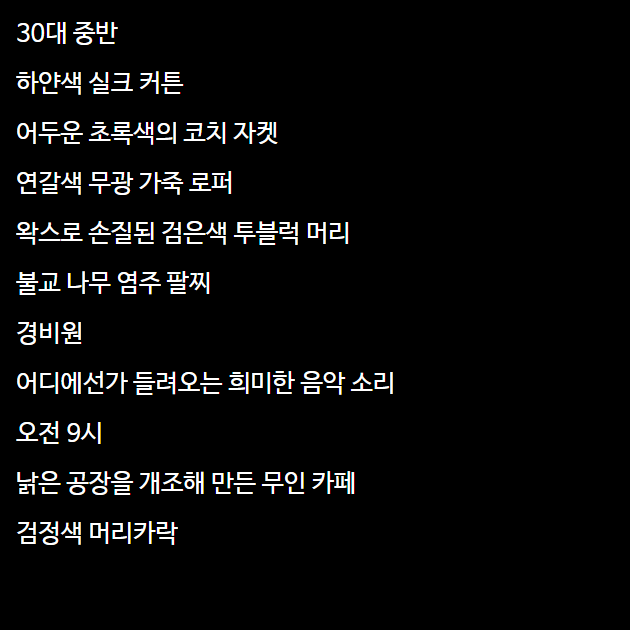 30대 중반
하얀색 실크 커튼
어두운 초록색의 코치 자켓
연갈색 무광 가죽 로퍼
왁스로 손질된 검은색 투블럭 머리
불교 나무 염주 팔찌
경비원
어디에선가 들려오는 희미한 음악 소리
오전 9시
낡은 공장을 개조해 만든 무인 카페
검정색 머리카락